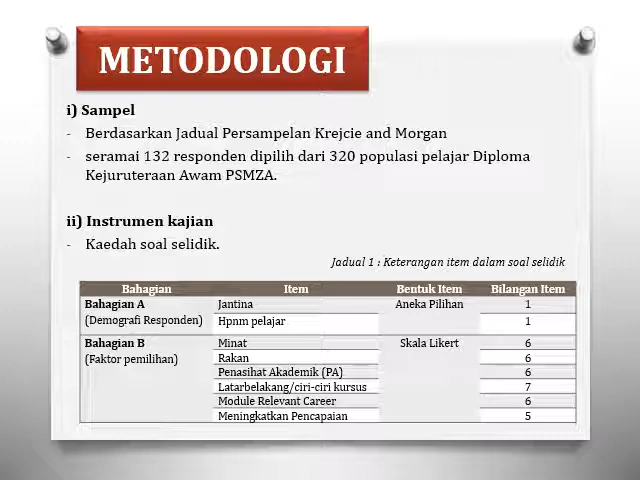 METODOLOGI
i) Sampel
- Berdasarkan Jadual Persampelan Krejcie and Morgan
- seramai 132 responden dipilih dari 320 populasi pelajar Diploma
Kejuruteraan Awam PSMZA.
ii) Instrumen kajian
- Kaedah soal selidik.
Jadual 1 : Keterangan item dalam soal selidik
Bahagian Item Bentuk Item Bilangan Item
Bahagian A Jantina Aneka Pilihan 1
(Demografi Responden) Hpnm pelajar 1
Bahagian B Minat Skala Likert 6
(Faktor pemilihan) Rakan 6
Penasihat Akademik (PA) 6
Latarbelakang/ciri-ciri kursus 7
Module Relevant Career 6
Meningkatkan Pencapaian 5